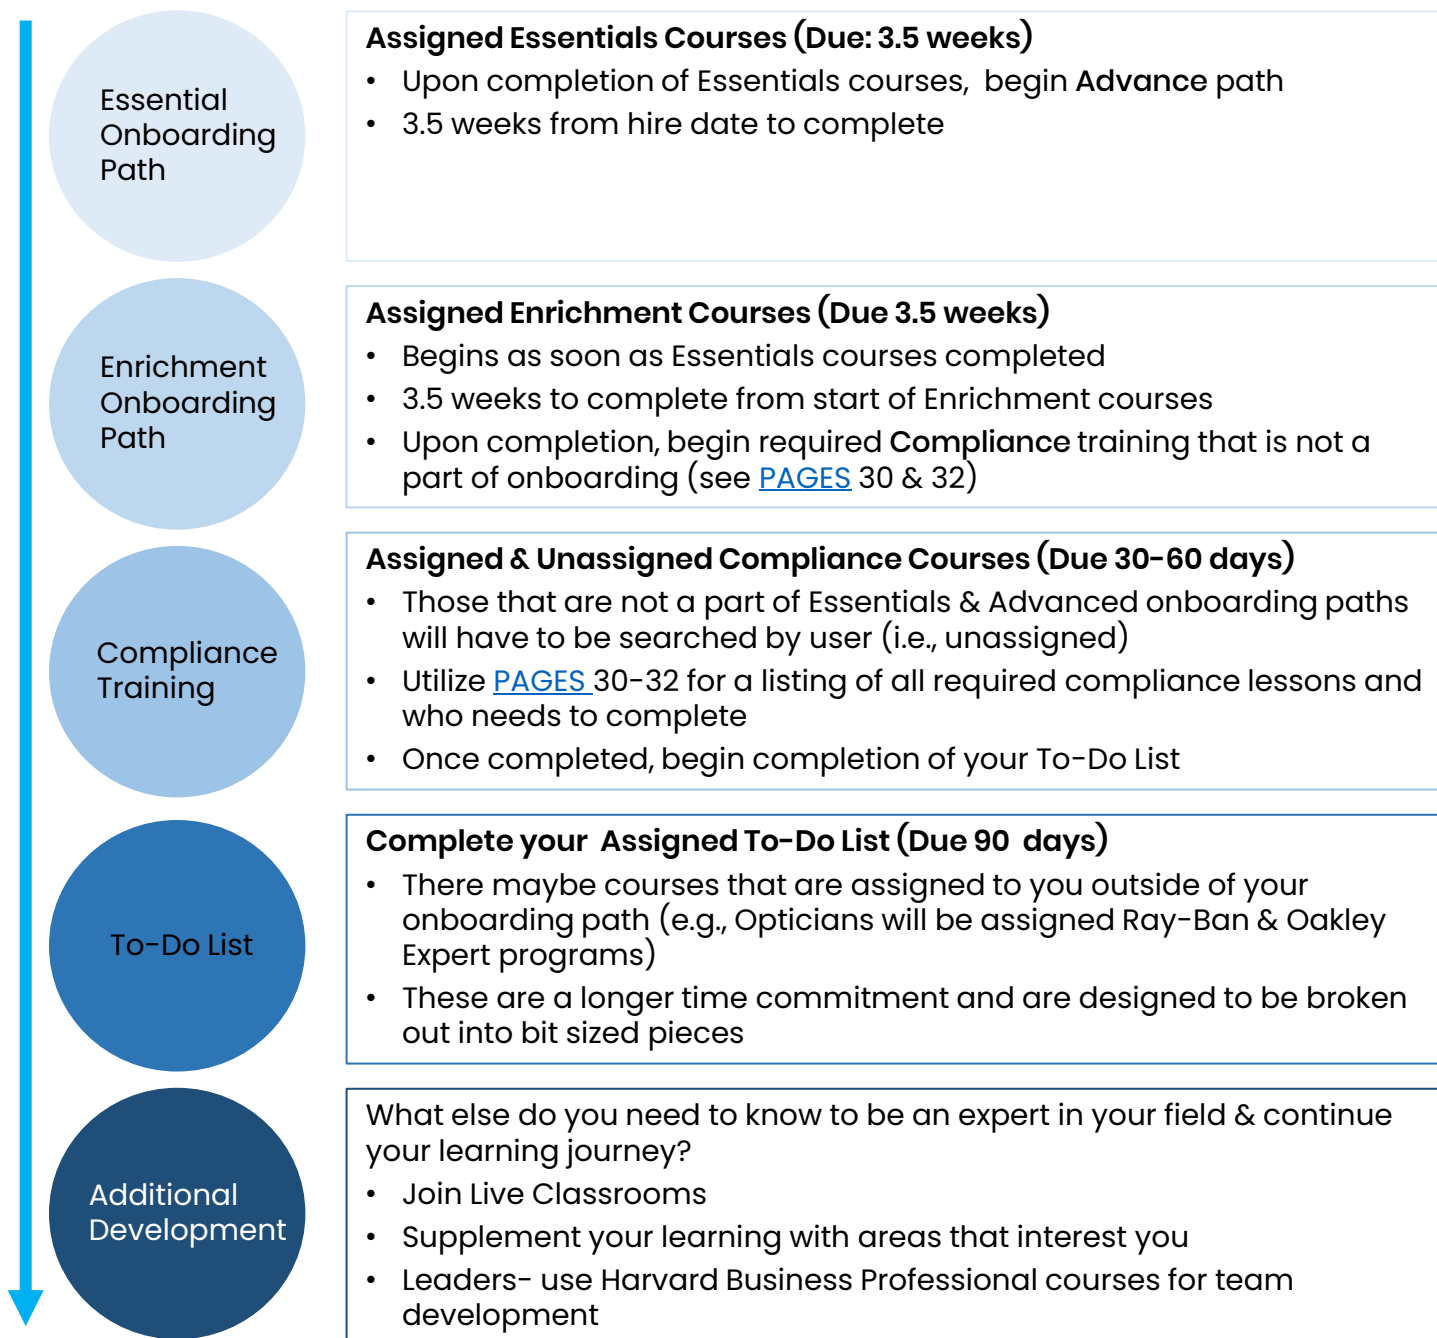 Essential
Onboarding
Path
Assigned Essentials Courses (Due: 3.5 weeks)
• Upon completion of Essentials courses,  begin Advance path
• 3.5 weeks from hire date to complete
Enrichment
Onboarding
Path
Assigned Enrichment Courses (Due 3.5 weeks)
• Begins as soon as Essentials courses completed
• 3.5 weeks to complete from start of Enrichment courses
• Upon completion, begin required Compliance training that is not a
part of onboarding (see PAGES 30 & 32)
Compliance
Training
Assigned & Unassigned Compliance Courses (Due 30-60 days)
• Those that are not a part of Essentials & Advanced onboarding paths
will have to be searched by user (i.e., unassigned)
• Utilize PAGES 30-32 for a listing of all required compliance lessons and
who needs to complete
• Once completed, begin completion of your To-Do List
To-Do List
Complete your  Assigned To-Do List (Due 90  days)
• There maybe courses that are assigned to you outside of your
onboarding path (e.g., Opticians will be assigned Ray-Ban & Oakley
Expert programs)
• These are a longer time commitment and are designed to be broken
out into bit sized pieces
Additional
Development
What else do you need to know to be an expert in your field & continue
your learning journey?
• Join Live Classrooms
• Supplement your learning with areas that interest you
• Leaders- use Harvard Business Professional courses for team
development